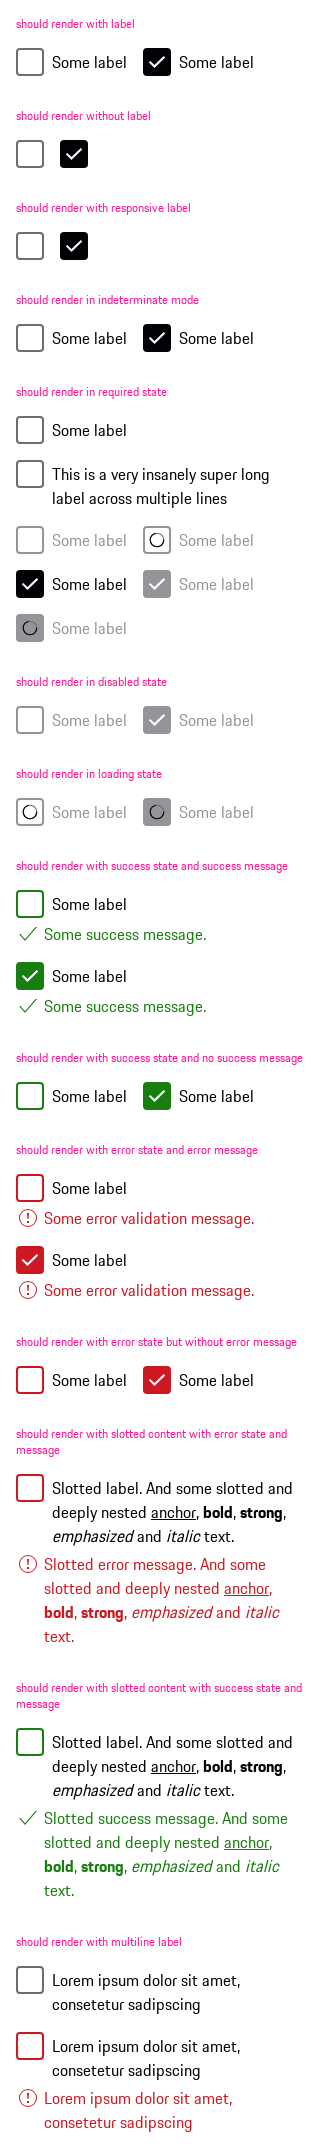 should render with label
Some label Some label
should render without label
should render with responsive label
should render in indeterminate mode
Some label Some label
should render in required state
Some label
This is a very insanely super long
label across multiple lines
Some label Some label
Some label Some label
Some label
should render in disabled state
Some label Some label
should render in loading state
Some label Some label
should render with success state and success message
Some label
Some success message.
Some label
Some success message.
should render with success state and no success message
Some label Some label
should render with error state and error message
Some label
Some error validation message.
Some label
Some error validation message.
should render with error state but without error message
Some label Some label
should render with slotted content with error state and
message
Slotted label. And some slotted and
deeply nested anchor, bold, strong,
emphasized and italic text.
Slotted error message. And some
slotted and deeply nested anchor,
bold, strong, emphasized and italic
text.
should render with slotted content with success state and
message
Slotted label. And some slotted and
deeply nested anchor, bold, strong,
emphasized and italic text.
Slotted success message. And some
slotted and deeply nested anchor,
bold, strong, emphasized and italic
text.
should render with multiline label
Lorem ipsum dolor sit amet,
consetetur sadipscing
Lorem ipsum dolor sit amet,
consetetur sadipscing
Lorem ipsum dolor sit amet,
consetetur sadipscing